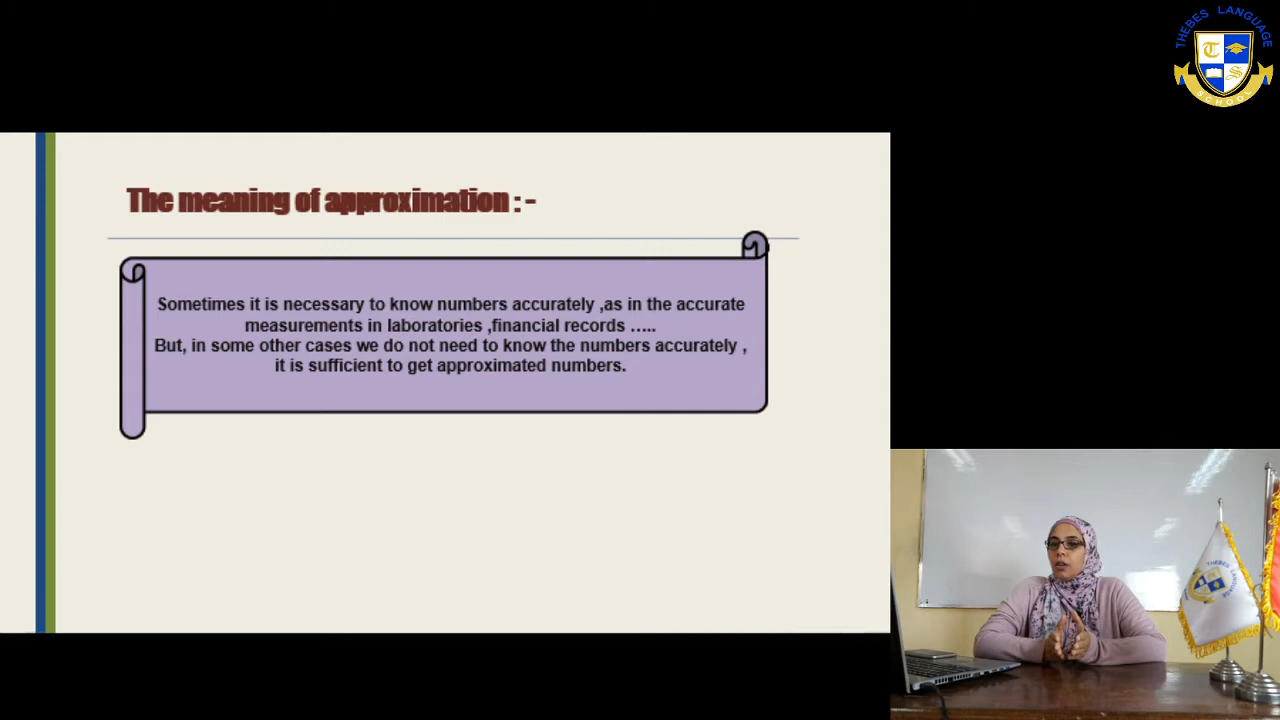 THEBES LANGUAGE
SCHOOL
The meaning of approximation : -
Sometimes it is necessary to know numbers accurately ,as in the accurate
measurements in laboratories ,financial records …..
But, in some other cases we do not need to know the numbers accurately ,
it is sufficient to get approximated numbers.